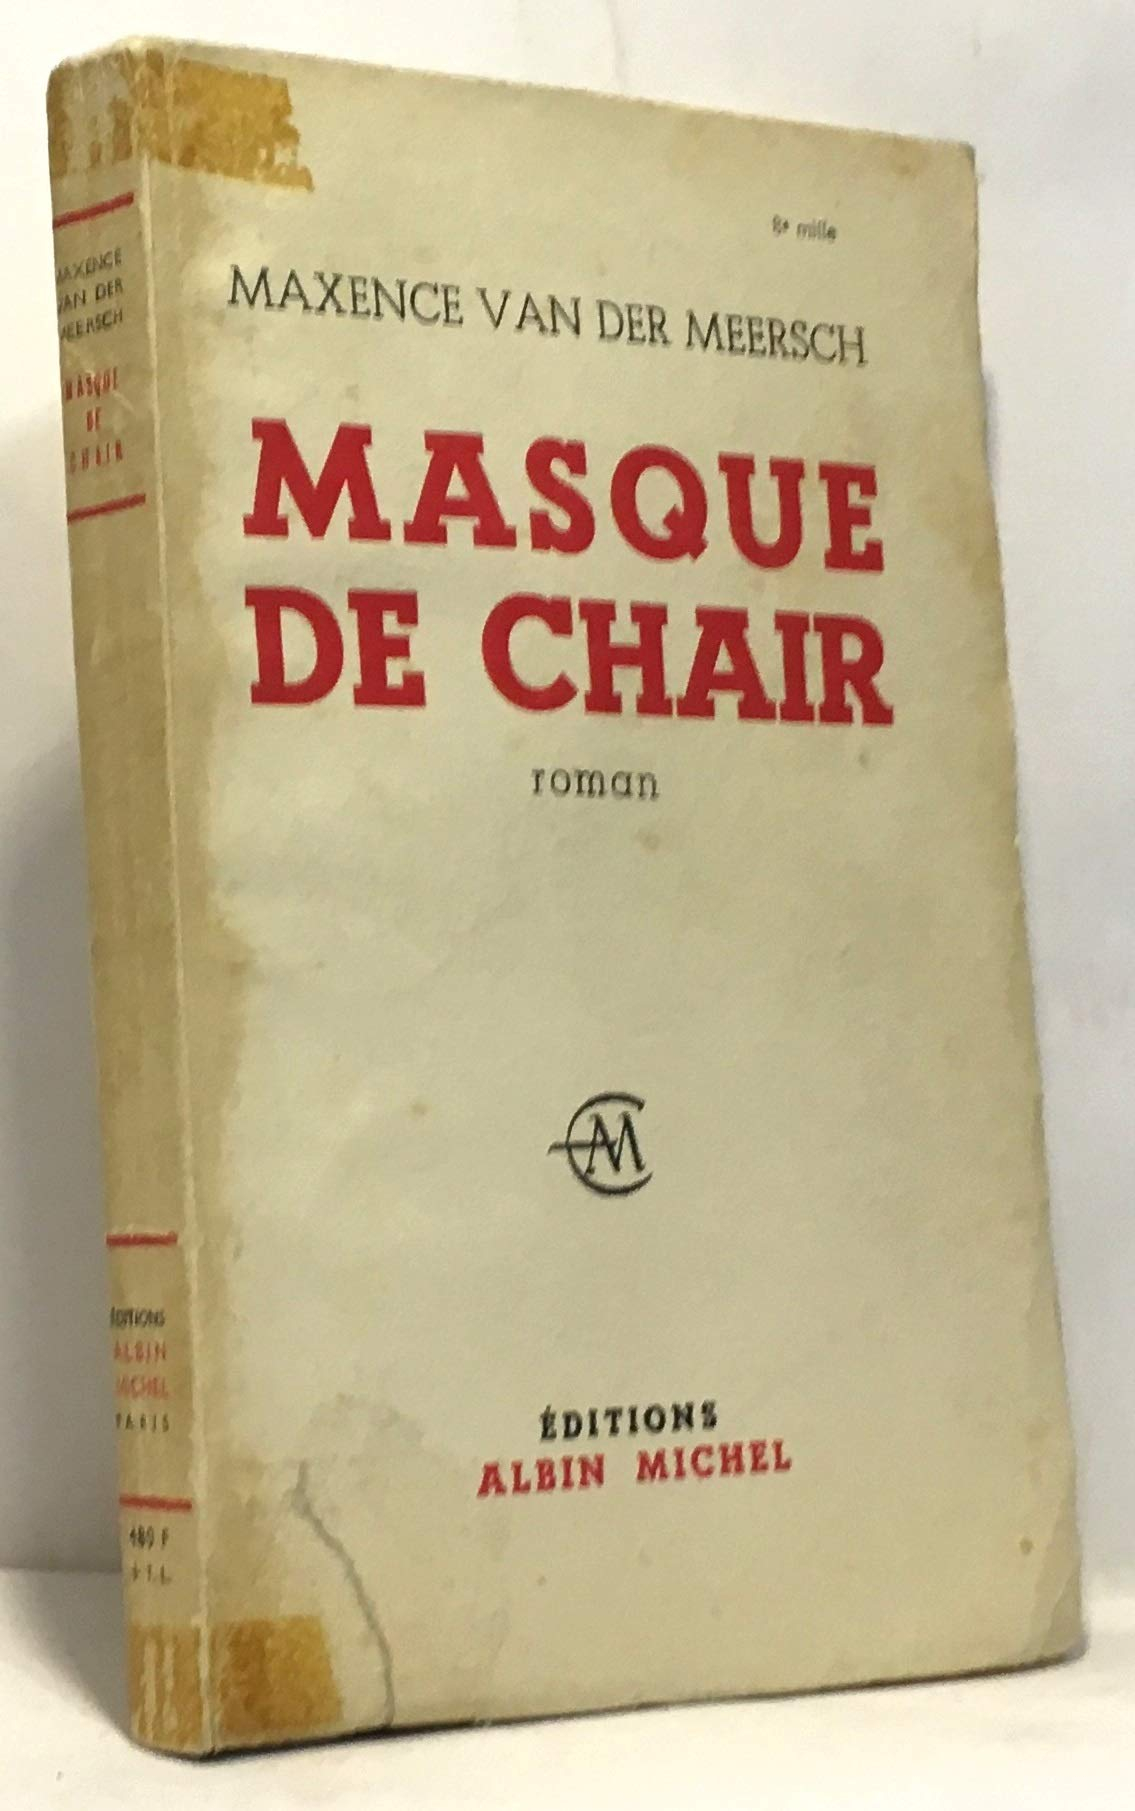 MAXENCE
VAN DER
MEERSCH
MASQUE
DE
CHAIR
ÉDITIONS
ALBIN
MICHEL
PARIS
480 F
+ T. L.
8e mille
MAXENCE VAN DER MEERSCH
MASQUE
DE CHAIR
roman
AM
ÉDITIONS
ALBIN MICHEL